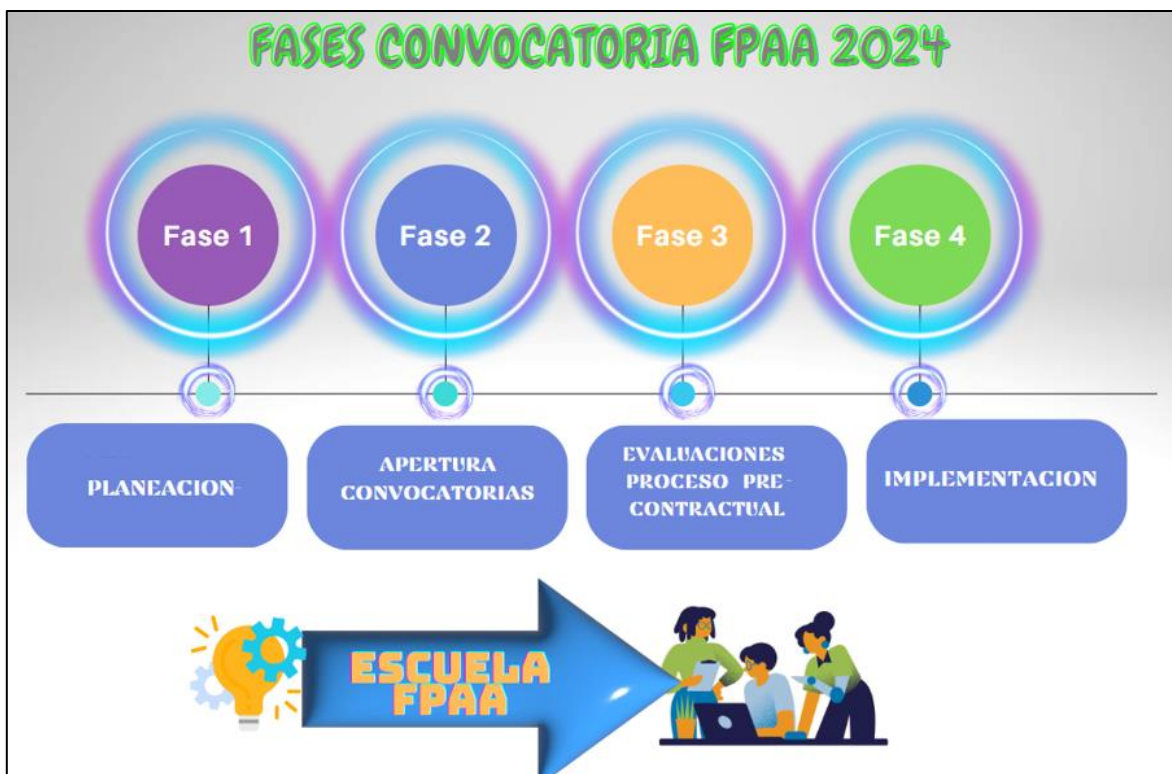 FASES CONVOCATORIA FPAA 2024
Fase 1
Fase 2
Fase 3
Fase 4
PLANEACION-
APERTURA
CONVOCATORIAS
EVALUACIONES
PROCESO PRE-
CONTRACTUAL
IMPLEMENTACION
ESCUELA
FPAA